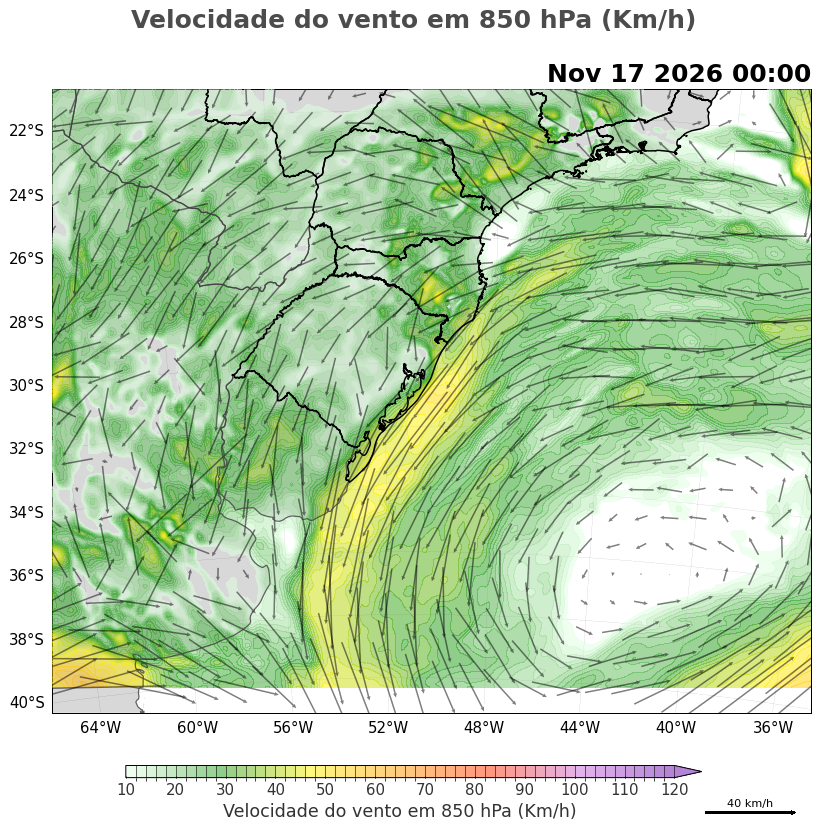 Velocidade do vento em 850 hPa (Km/h)
Nov 17 2026 00:00
22°S
24°S
26°S
28°S
30°S
32°S
34°S
36°S
38°S
40°S
64°W 60°W 56°W 52°W 48°W 44°W 40°W 36°W
10 20 30 40 50 60 70 80 90 100 110 120
Velocidade do vento em 850 hPa (Km/h)
40 km/h